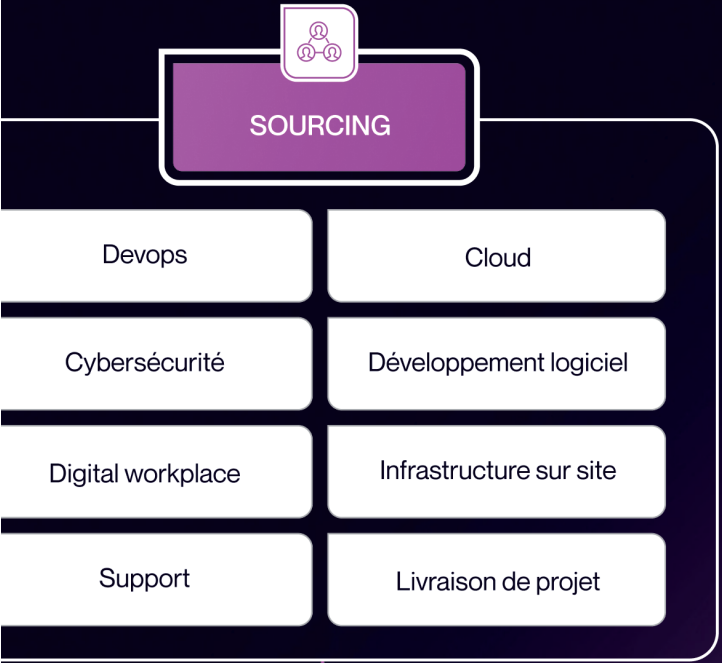 SOURCING
Devops
Cloud
Cybersécurité
Développement logiciel
Digital workplace
Infrastructure sur site
Support
Livraison de projet